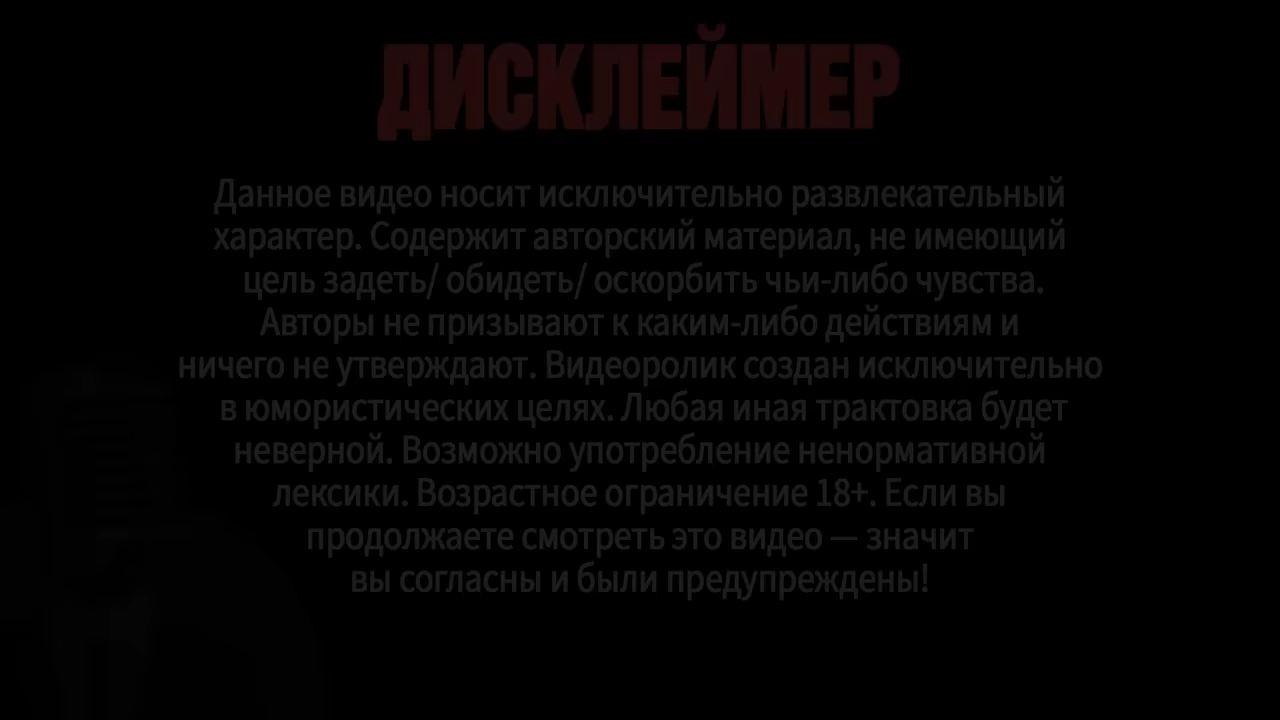 ДИСКЛЕЙМЕР
Данное видео носит исключительно развлекательный
характер. Содержит авторский материал, не имеющий
цель задеть/ обидеть/ оскорбить чьи-либо чувства.
Авторы не призывают к каким-либо действиям и
ничего не утверждают. Видеоролик создан исключительно
в юмористических целях. Любая иная трактовка будет
неверной. Возможно употребление ненормативной
лексики. Возрастное ограничение 18+. Если вы
продолжаете смотреть это видео — значит
вы согласны и были предупреждены!